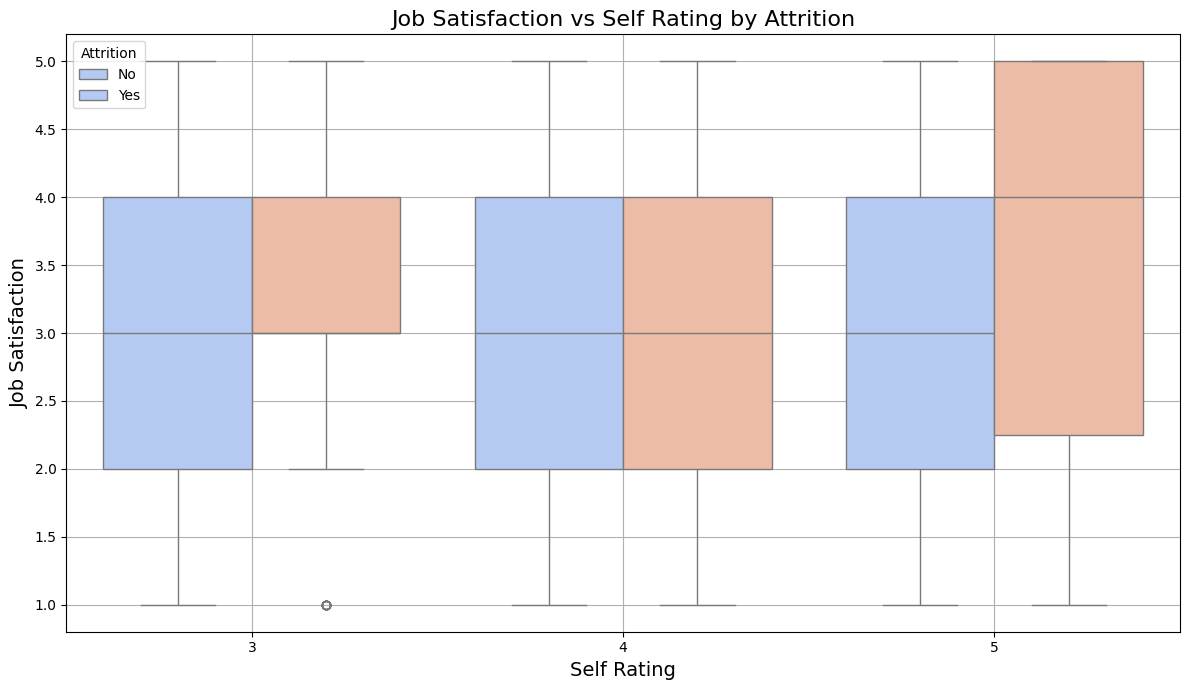 Job Satisfaction vs Self Rating by Attrition
Attrition
No
Yes
Job Satisfaction
5.0
4.5
4.0
3.5
3.0
2.5
2.0
1.5
1.0
3 4 5
Self Rating